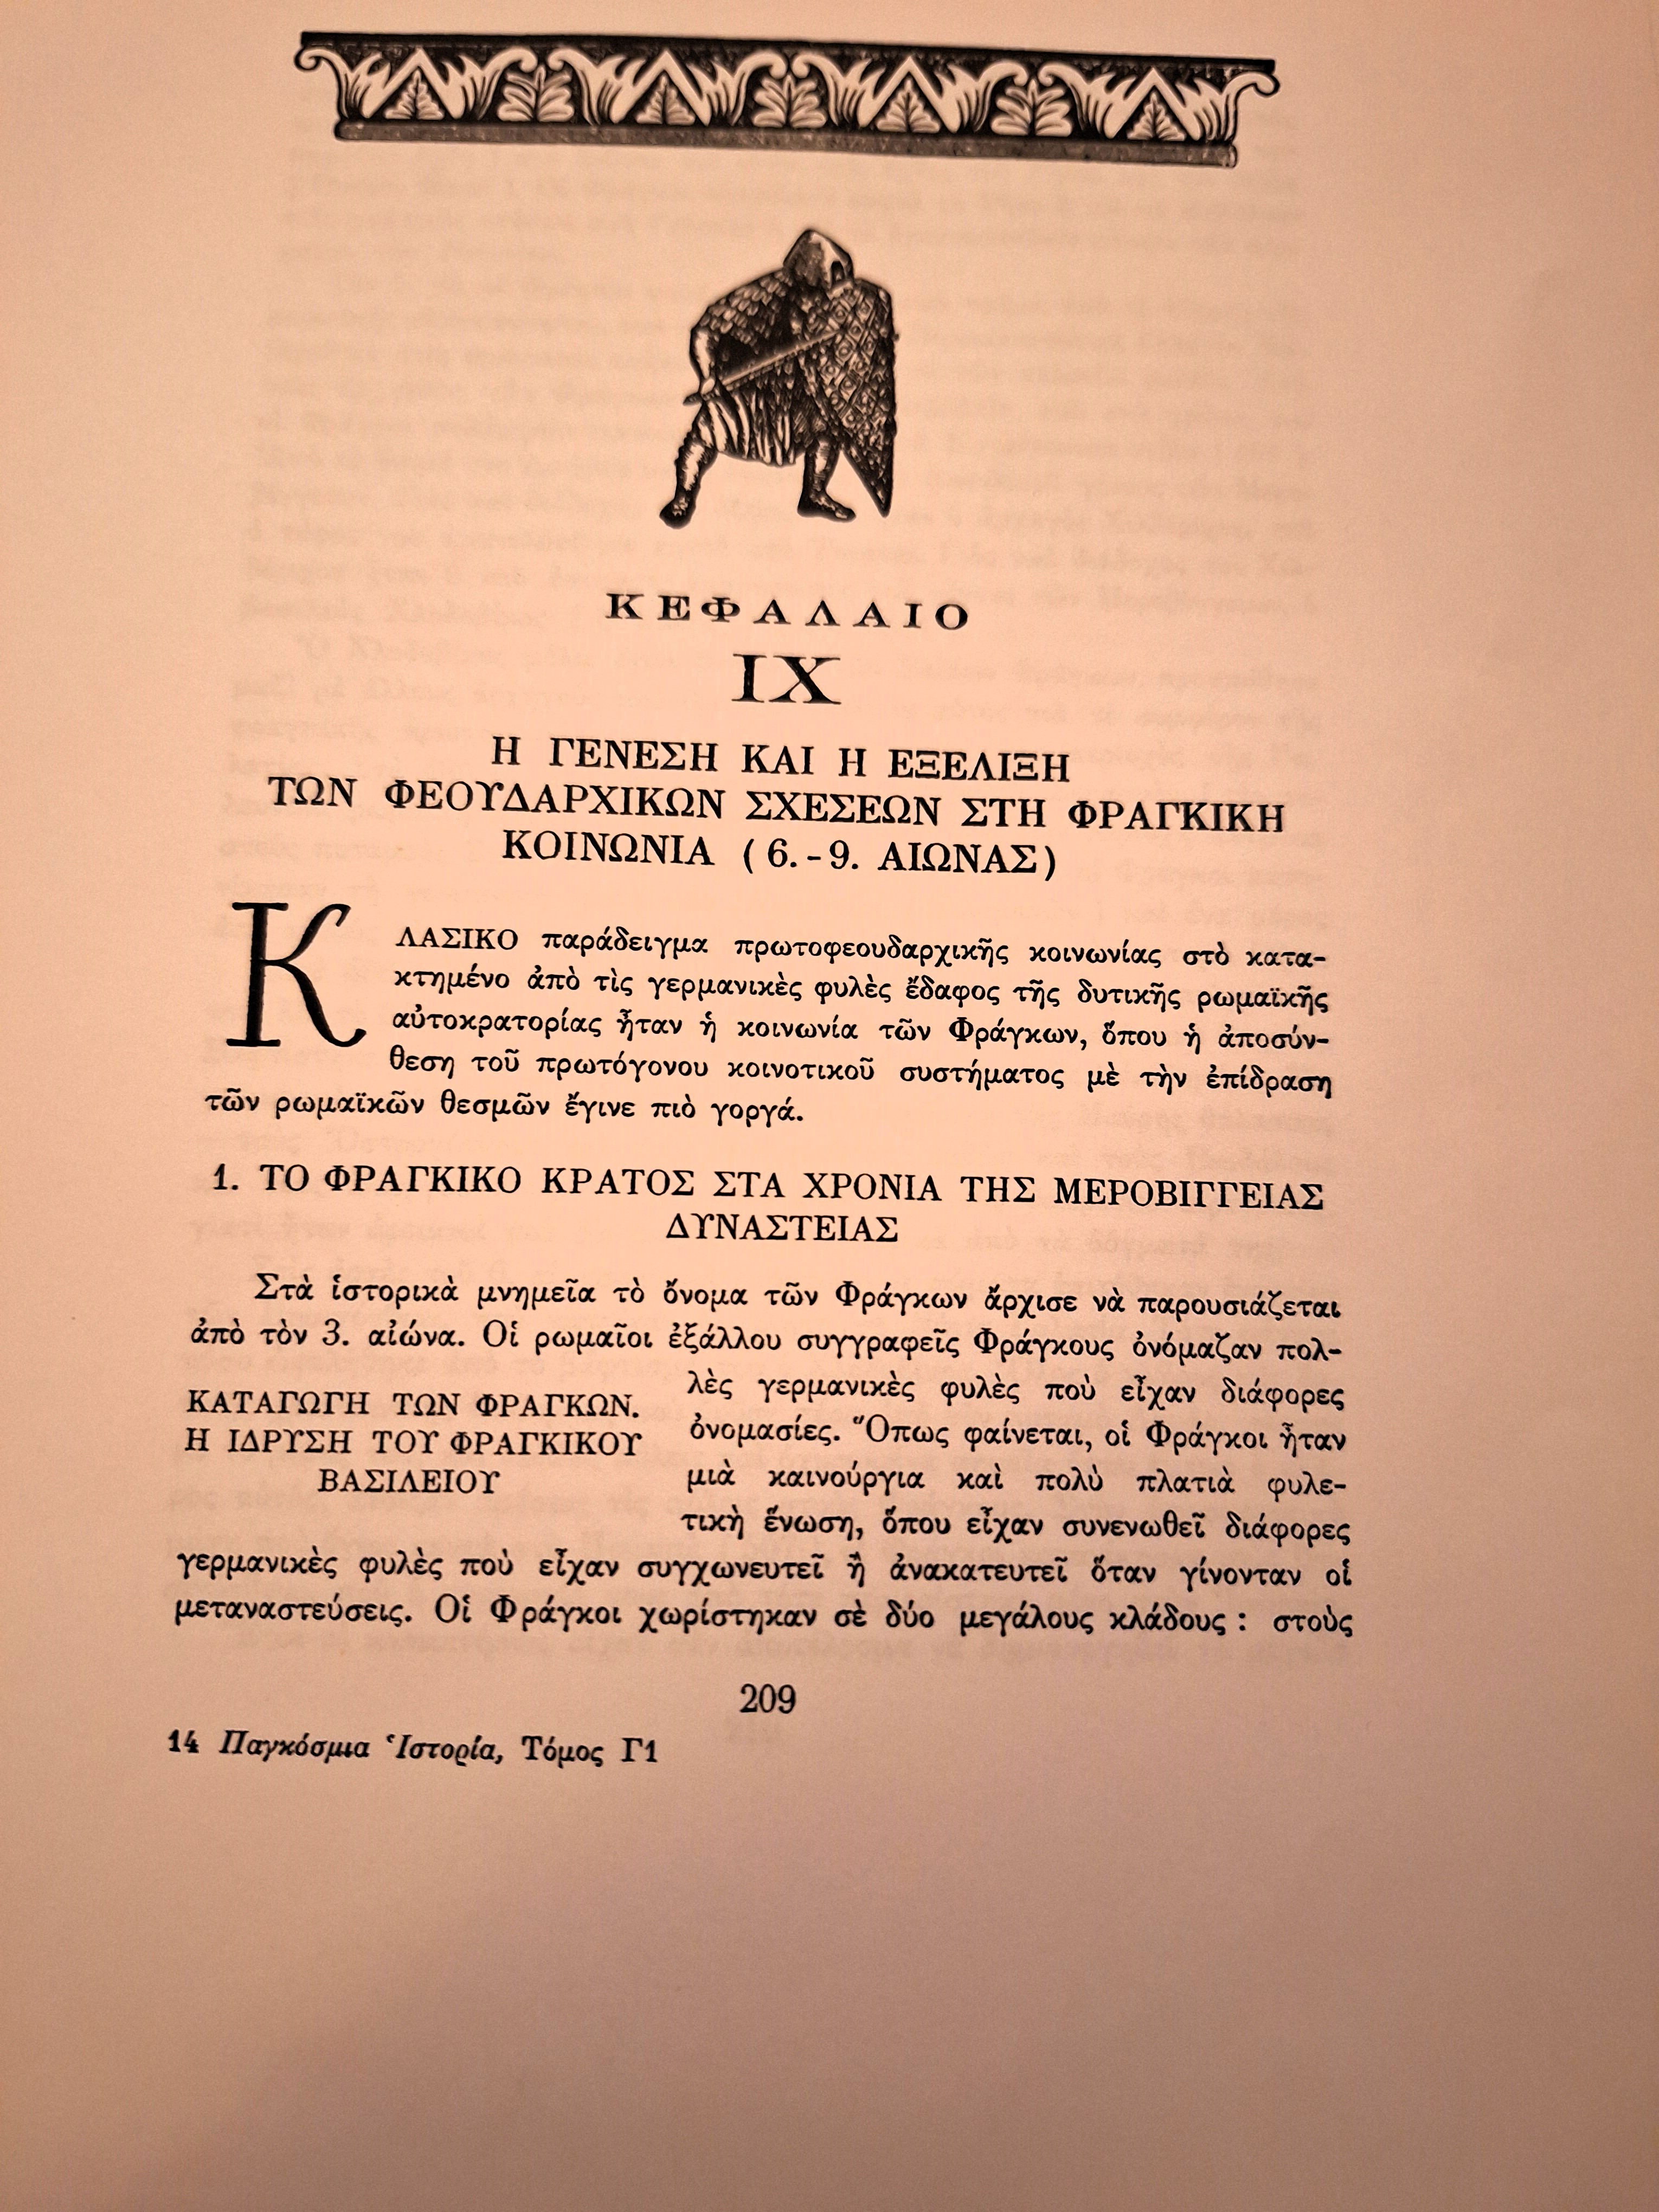 ΚΕΦΑΛΑΙΟ
IX
Η ΓΕΝΕΣΗ ΚΑΙ Η ΕΞΕΛΙΞΗ
ΤΩΝ ΦΕΟΥΔΑΡΧΙΚΩΝ ΣΧΕΣΕΩΝ ΣΤΗ ΦΡΑΓΚΙΚΗ
ΚΟΙΝΩΝΙΑ (6.-9. ΑΙΩΝΑΣ)
ΚΛΑΣΙΚΟ παράδειγμα πρωτοφεουδαρχικῆς κοινωνίας στὸ κατα-
κτημένο ἀπὸ τὶς γερμανικὲς φυλὲς ἔδαφος τῆς δυτικῆς ρωμαϊκῆς
αὐτοκρατορίας ἦταν ἡ κοινωνία τῶν Φράγκων, ὅπου ἡ ἀποσύν-
θεση τοῦ πρωτόγονου κοινοτικοῦ συστήματος μὲ τὴν ἐπίδραση
τῶν ρωμαϊκῶν θεσμῶν ἔγινε πιὸ γοργά.
1. ΤΟ ΦΡΑΓΚΙΚΟ ΚΡΑΤΟΣ ΣΤΑ ΧΡΟΝΙΑ ΤΗΣ ΜΕΡΟΒΙΓΓΕΙΑΣ
ΔΥΝΑΣΤΕΙΑΣ
Στὰ ἱστορικὰ μνημεῖα τὸ ὄνομα τῶν Φράγκων ἄρχισε νὰ παρουσιάζεται
ἀπὸ τὸν 3. αἰώνα. Οἱ ρωμαῖοι ἐξάλλου συγγραφεῖς Φράγκους ὀνόμαζαν πολ-
ΚΑΤΑΓΩΓΗ ΤΩΝ ΦΡΑΓΚΩΝ.
Η ΙΔΡΥΣΗ ΤΟΥ ΦΡΑΓΚΙΚΟΥ
ΒΑΣΙΛΕΙΟΥ
λὲς γερμανικὲς φυλὲς ποὺ εἶχαν διάφορες
ὀνομασίες. Ὅπως φαίνεται, οἱ Φράγκοι ἦταν
μιὰ καινούργια καὶ πολὺ πλατιὰ φυλε-
τικὴ ἕνωση, ὅπου εἶχαν συνενωθεῖ διάφορες
γερμανικὲς φυλὲς ποὺ εἶχαν συγχωνευτεῖ ἢ ἀνακατευτεῖ ὅταν γίνονταν οἱ
μεταναστεύσεις. Οἱ Φράγκοι χωρίστηκαν σὲ δύο μεγάλους κλάδους : στοὺς
209
14 Παγκόσμια Ἱστορία, Τόμος Γ1